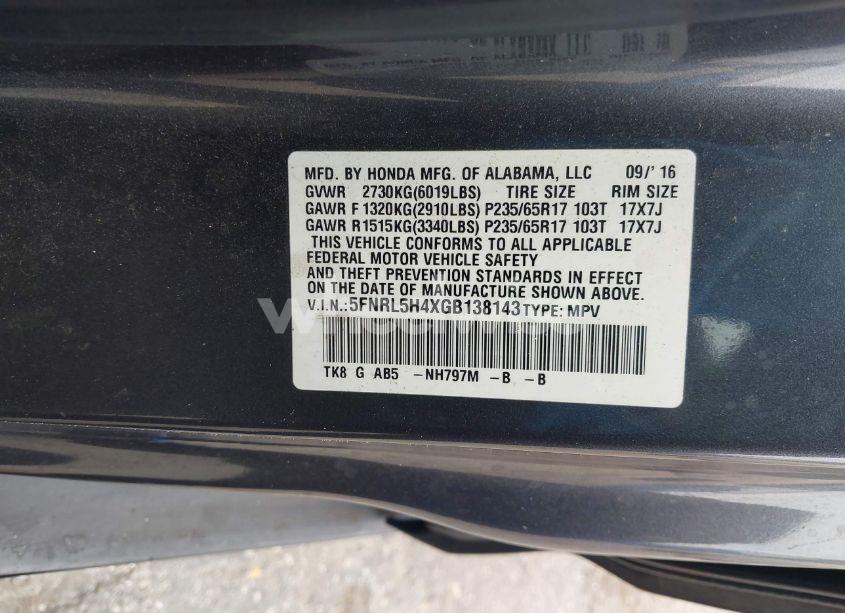 MFD. BY HONDA MFG. OF ALABAMA, LLC 09/' 16
GVWR 2730KG(6019LBS) TIRE SIZE RIM SIZE
GAWR F 1320KG(2910LBS) P235/65R17 103T 17X7J
GAWR R1515KG(3340LBS) P235/65R17 103T 17X7J
THIS VEHICLE CONFORMS TO ALL APPLICABLE
FEDERAL MOTOR VEHICLE SAFETY
AND THEFT PREVENTION STANDARDS IN EFFECT
ON THE DATE OF MANUFACTURE SHOWN ABOVE.
V.I.N.:5FNRL5H4XGB138143 TYPE: MPV
TK8 G AB5 -NH797M -B -B